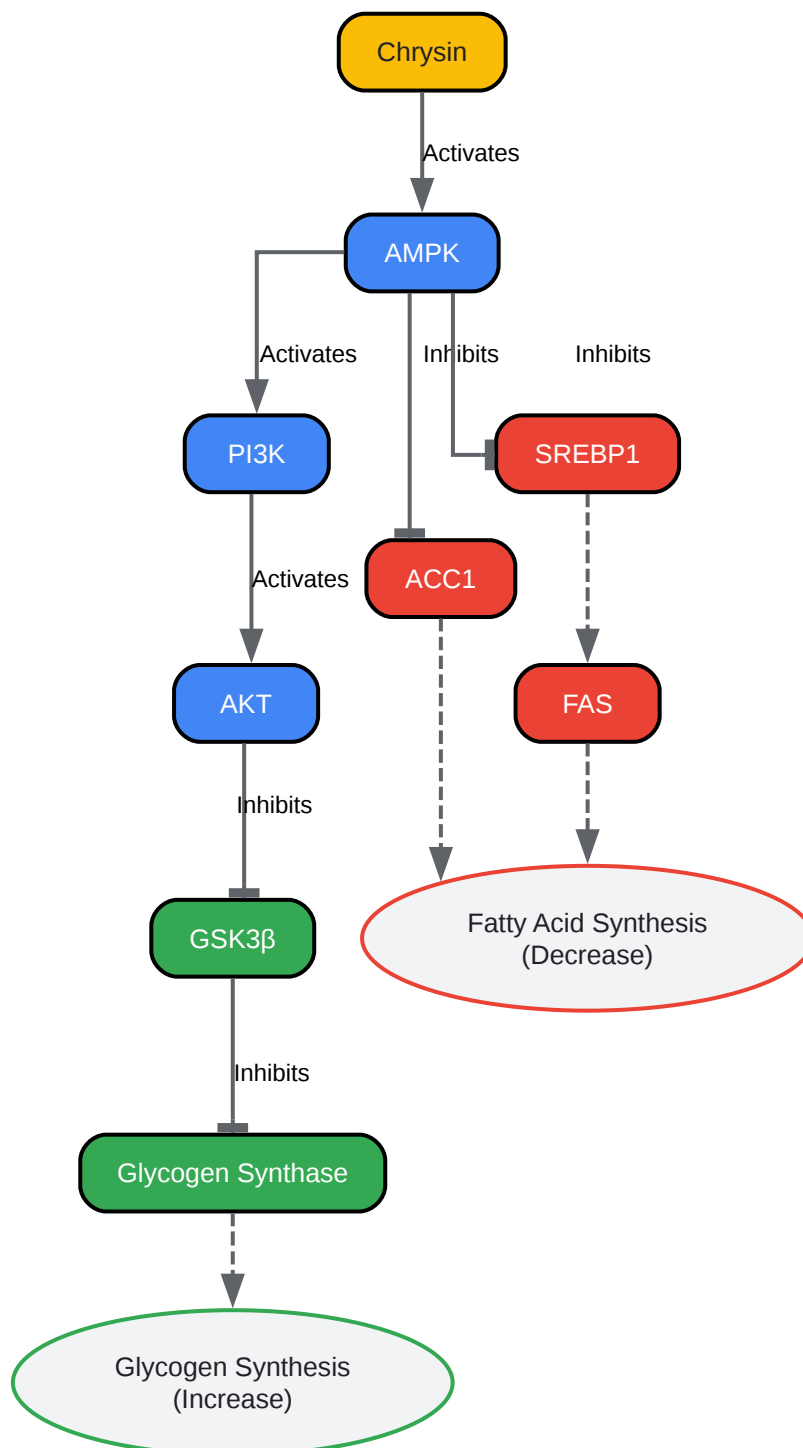 Chrysin
Activates
AMPK
Activates
Inhibits
Inhibits
PI3K
SREBP1
Activates
ACC1
AKT
FAS
Inhibits
GSK3β
Fatty Acid Synthesis
(Decrease)
Inhibits
Glycogen Synthase
Glycogen Synthesis
(Increase)